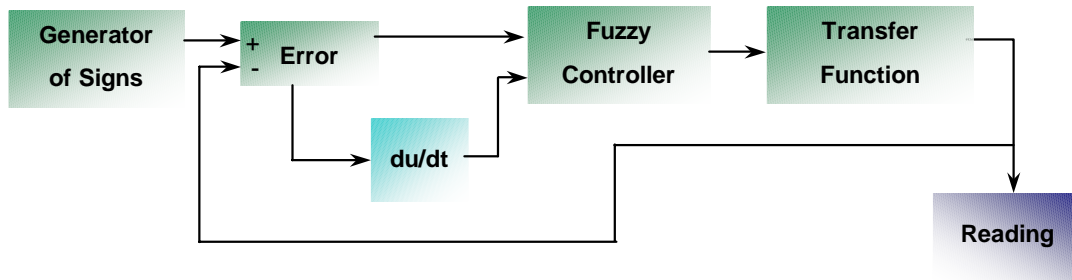 Generator
of Signs
+
-
Error
du/dt
Fuzzy
Controller
Transfer
Function
Reading